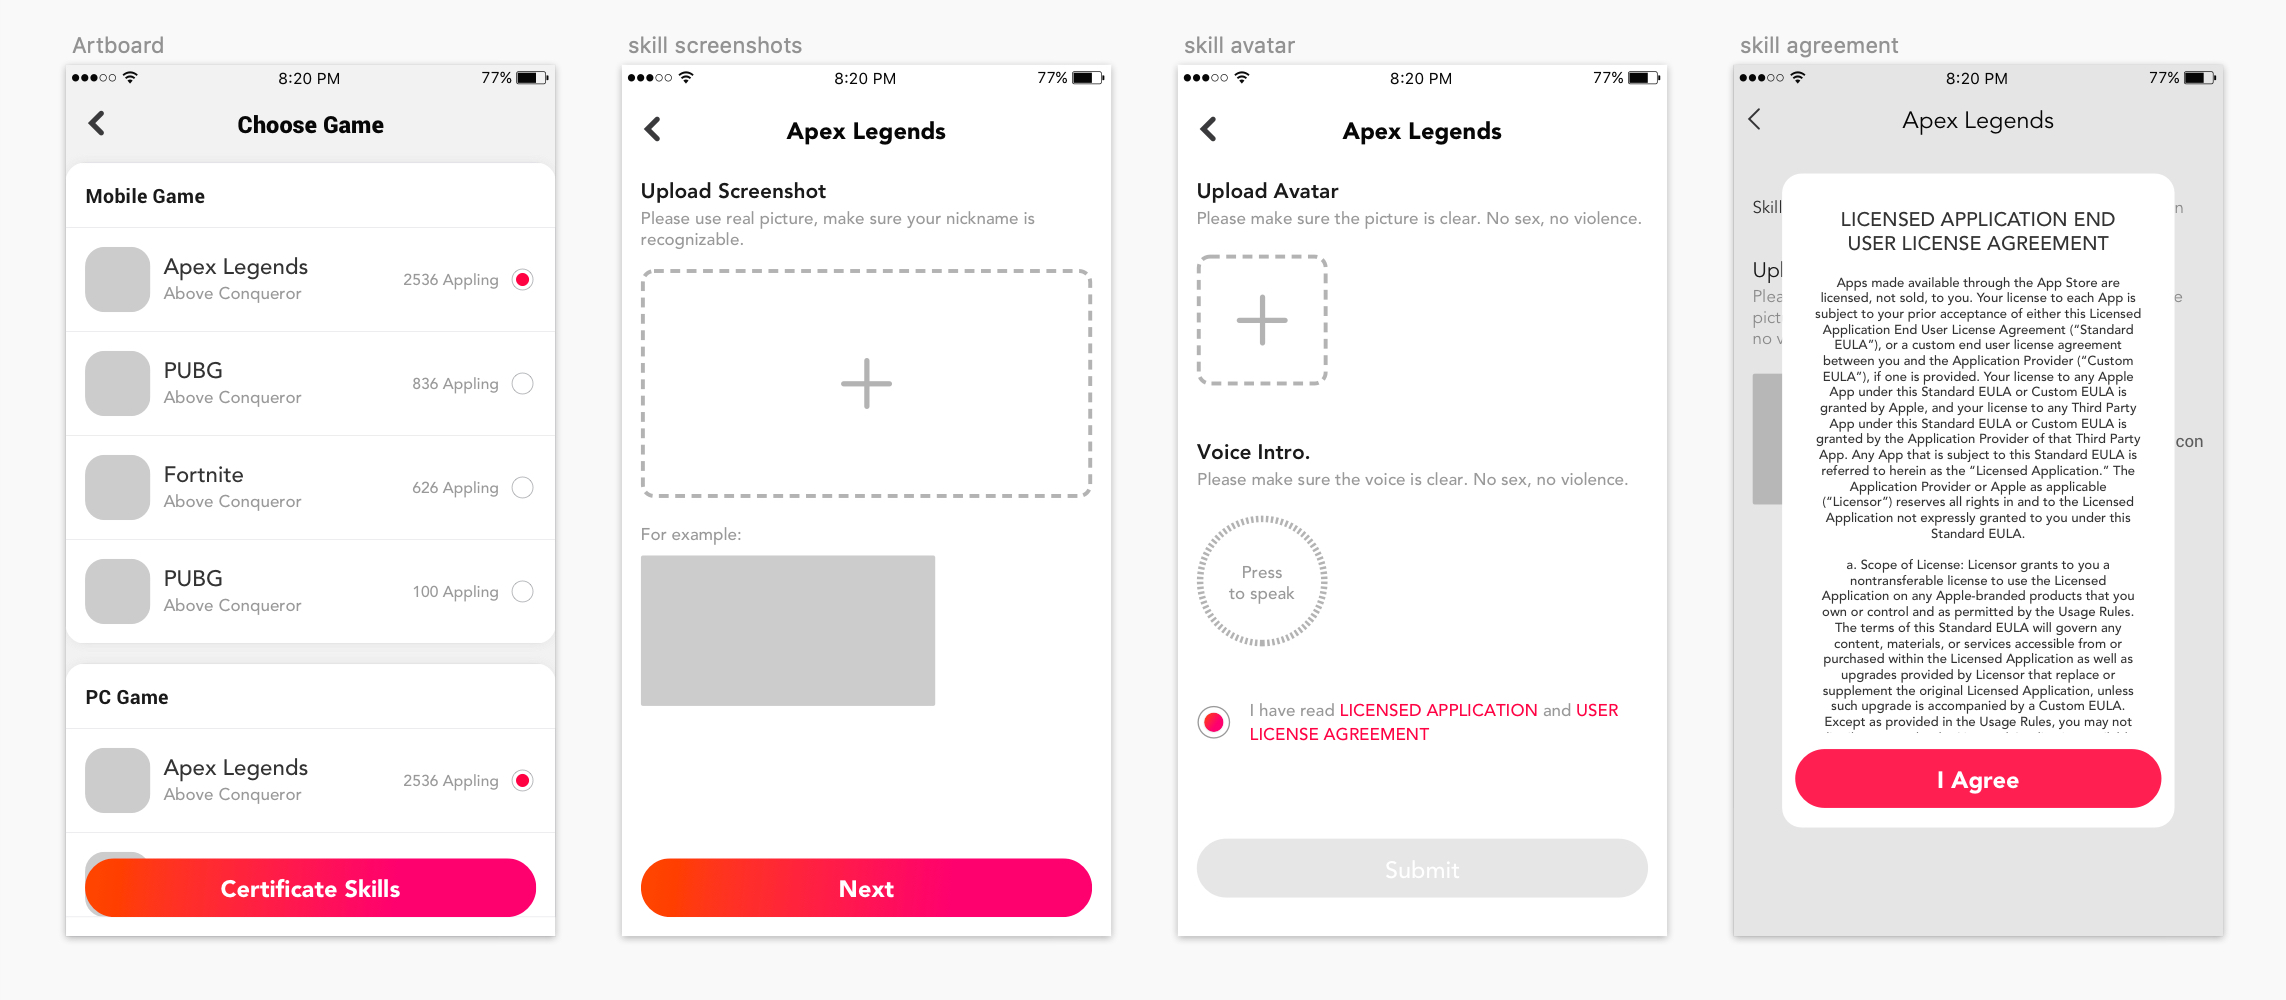 Artboard
8:20 PM
77%
Choose Game
Mobile Game
Apex Legends
Above Conqueror
2536 Appling
PUBG
Above Conqueror
836 Appling
Fortnite
Above Conqueror
626 Appling
PUBG
Above Conqueror
100 Appling
PC Game
Apex Legends
Above Conqueror
2536 Appling
Certificate Skills
skill screenshots
8:20 PM
77%
Apex Legends
Upload Screenshot
Please use real picture, make sure your nickname is
recognizable.
For example:
Next
skill avatar
8:20 PM
77%
Apex Legends
Upload Avatar
Please make sure the picture is clear. No sex, no violence.
Voice Intro.
Please make sure the voice is clear. No sex, no violence.
Press
to speak
I have read LICENSED APPLICATION and USER
LICENSE AGREEMENT
Submit
skill agreement
8:20 PM
77%
Apex Legends
Skill
LICENSED APPLICATION END
USER LICENSE AGREEMENT
Apps made available through the App Store are
licensed, not sold, to you. Your license to each App is
subject to your prior acceptance of either this Licensed
Application End User License Agreement (“Standard
EULA”), or a custom end user license agreement
between you and the Application Provider (“Custom
EULA”), if one is provided. Your license to any Apple
App under this Standard EULA or Custom EULA is
granted by Apple, and your license to any Third Party
App under this Standard EULA or Custom EULA is
granted by the Application Provider of that Third Party
App. Any App that is subject to this Standard EULA is
referred to herein as the “Licensed Application.” The
Application Provider or Apple as applicable
(“Licensor”) reserves all rights in and to the Licensed
Application not expressly granted to you under this
Standard EULA.
a. Scope of License: Licensor grants to you a
nontransferable license to use the Licensed
Application on any Apple-branded products that you
own or control and as permitted by the Usage Rules.
The terms of this Standard EULA will govern any
content, materials, or services accessible from or
purchased within the Licensed Application as well as
upgrades provided by Licensor that replace or
supplement the original Licensed Application, unless
such upgrade is accompanied by a Custom EULA.
Except as provided in the Usage Rules, you may not
I Agree